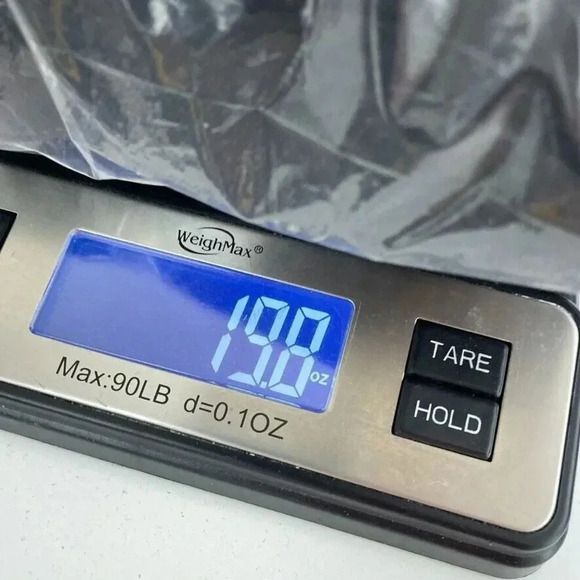 WeighMax®
19.8 oz
Max:90LB d=0.1OZ
TARE
HOLD